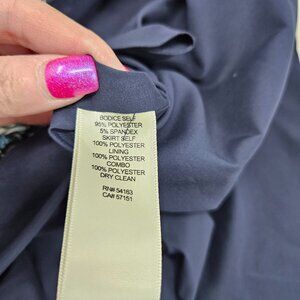 BODICE SELF
95% POLYESTER
5% SPANDEX
SKIRT SELF
100% POLYESTER
LINING
100% POLYESTER
COMBO
100% POLYESTER
DRY CLEAN
RN# 54163
CA# 57151